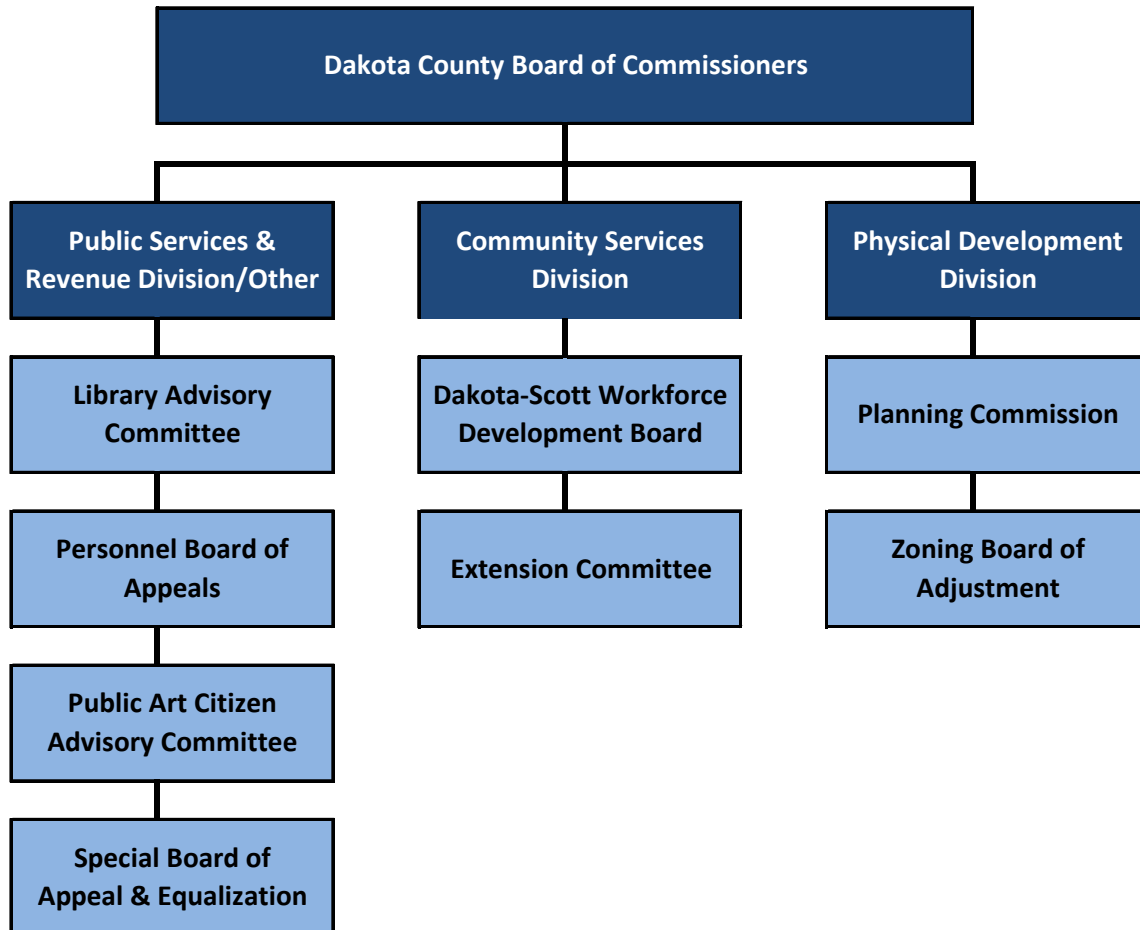 Dakota County Board of Commissioners
Public Services &
Revenue Division/Other
Library Advisory
Committee
Personnel Board of
Appeals
Public Art Citizen
Advisory Committee
Special Board of
Appeal & Equalization
Community Services
Division
Dakota-Scott Workforce
Development Board
Extension Committee
Physical Development
Division
Planning Commission
Zoning Board of
Adjustment